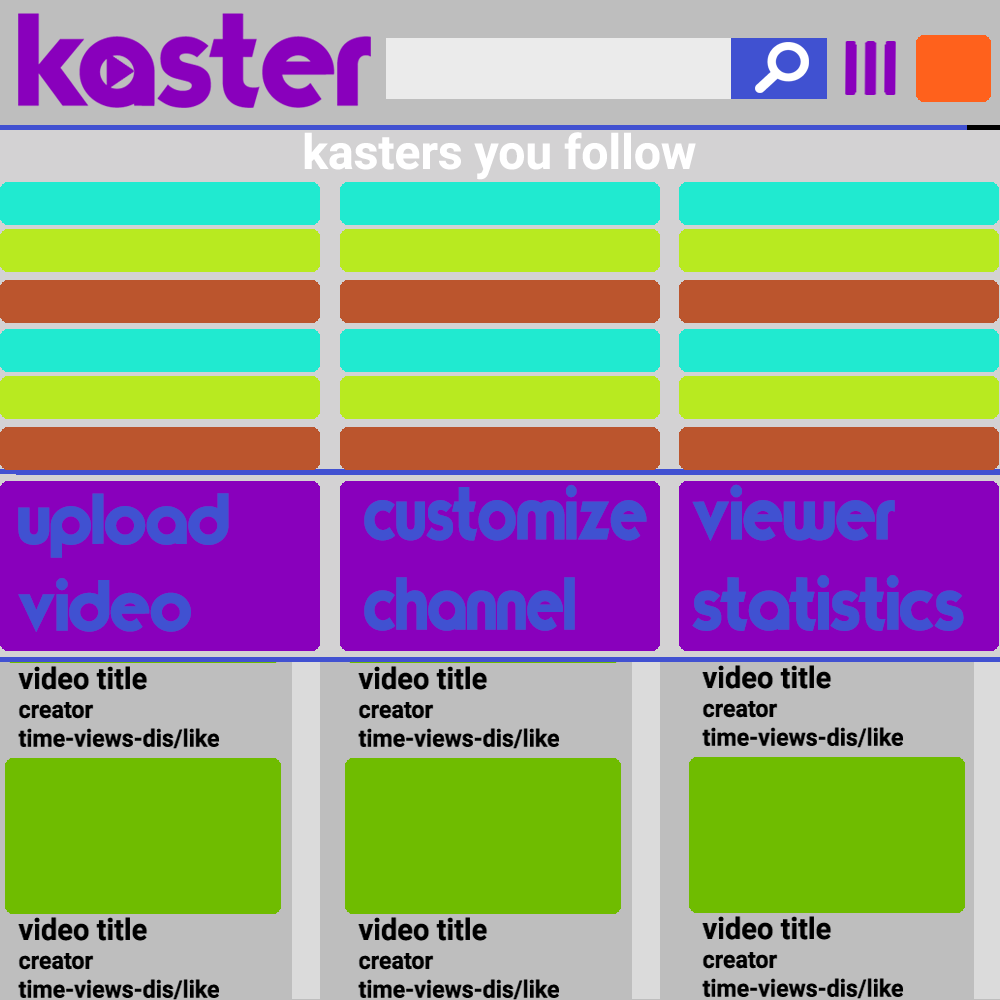 kaster
kasters you follow
upload
video
customize
channel
viewer
statistics
video title
creator
time-views-dis/like
video title
creator
time-views-dis/like
video title
creator
time-views-dis/like
video title
creator
time-views-dis/like
video title
creator
time-views-dis/like
video title
creator
time-views-dis/like